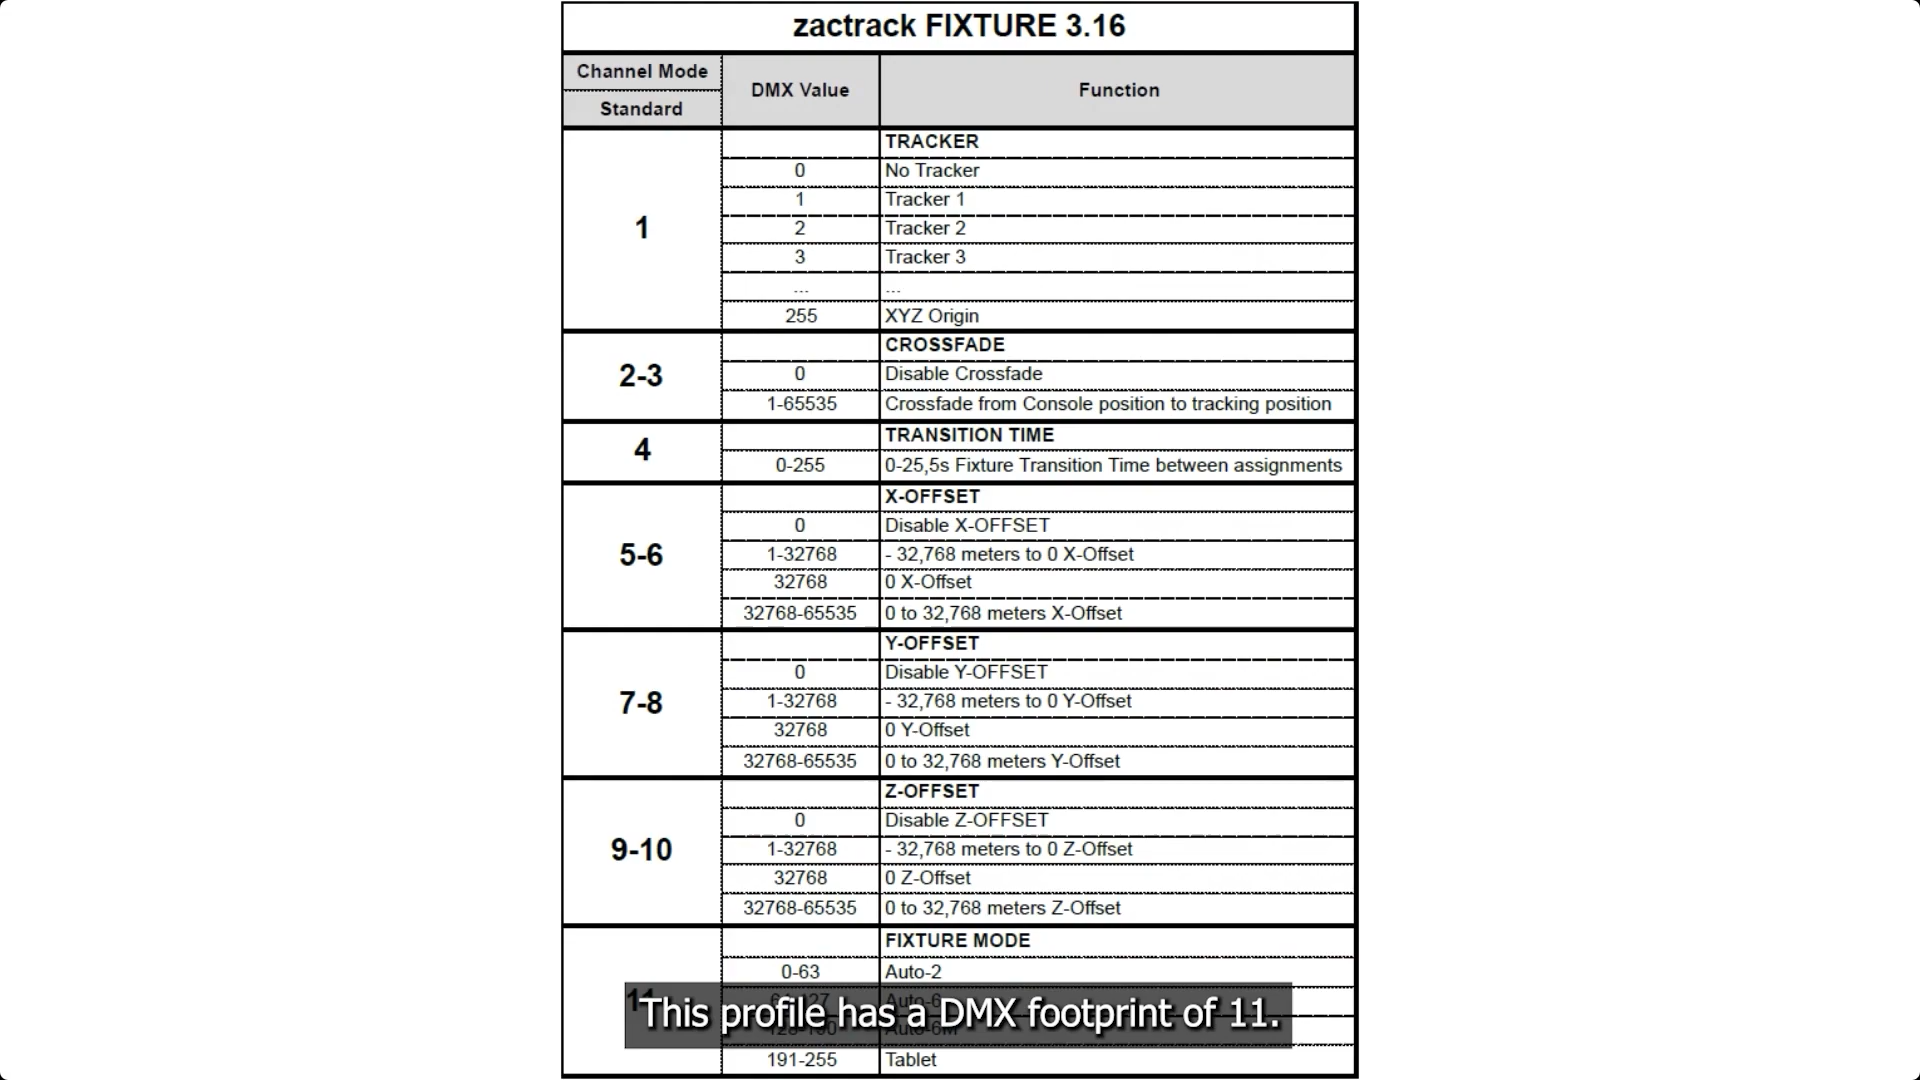 zactrack FIXTURE 3.16
Channel Mode
Standard
DMX Value
Function
1
TRACKER
0 No Tracker
1 Tracker 1
2 Tracker 2
3 Tracker 3
... ...
255 XYZ Origin
2-3
CROSSFADE
0 Disable Crossfade
1-65535 Crossfade from Console position to tracking position
4
TRANSITION TIME
0-255 0-25,5s Fixture Transition Time between assignments
5-6
X-OFFSET
0 Disable X-OFFSET
1-32768 - 32,768 meters to 0 X-Offset
32768 0 X-Offset
32768-65535 0 to 32,768 meters X-Offset
7-8
Y-OFFSET
0 Disable Y-OFFSET
1-32768 - 32,768 meters to 0 Y-Offset
32768 0 Y-Offset
32768-65535 0 to 32,768 meters Y-Offset
9-10
Z-OFFSET
0 Disable Z-OFFSET
1-32768 - 32,768 meters to 0 Z-Offset
32768 0 Z-Offset
32768-65535 0 to 32,768 meters Z-Offset
11
FIXTURE MODE
0-63 Auto-2
This profile has a DMX footprint of 11.
191-255 Tablet